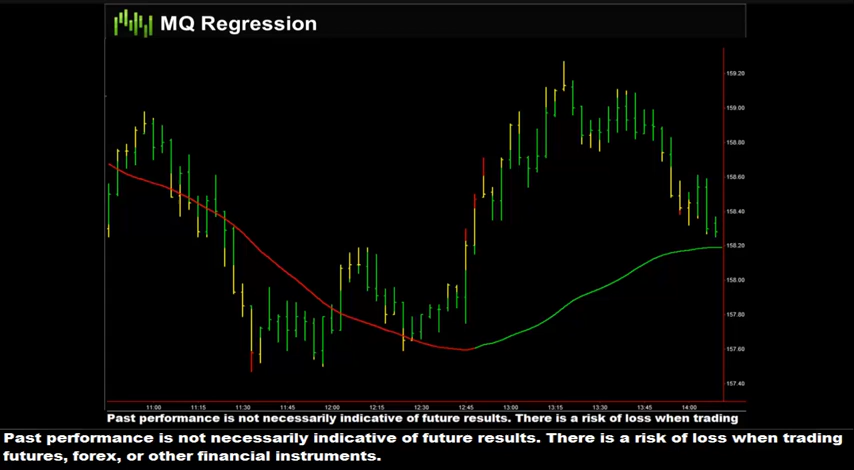 MQ Regression
159.20
159.00
158.80
158.60
158.40
158.20
158.00
157.80
157.60
157.40
11:00 11:15 11:30 11:45 12:00 12:15 12:30 12:45 13:00 13:15 13:30 13:45 14:00
Past performance is not necessarily indicative of future results. There is a risk of loss when trading
Past performance is not necessarily indicative of future results. There is a risk of loss when trading
futures, forex, or other financial instruments.